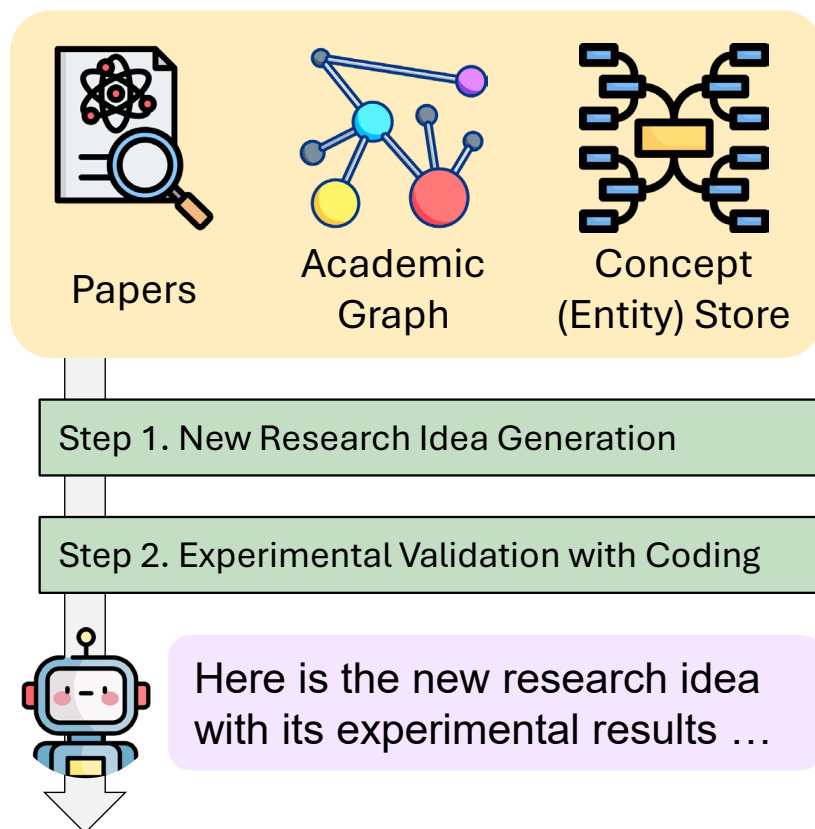 Papers
Academic
Graph
Concept
(Entity) Store
Step 1. New Research Idea Generation
Step 2. Experimental Validation with Coding
Here is the new research idea
with its experimental results …